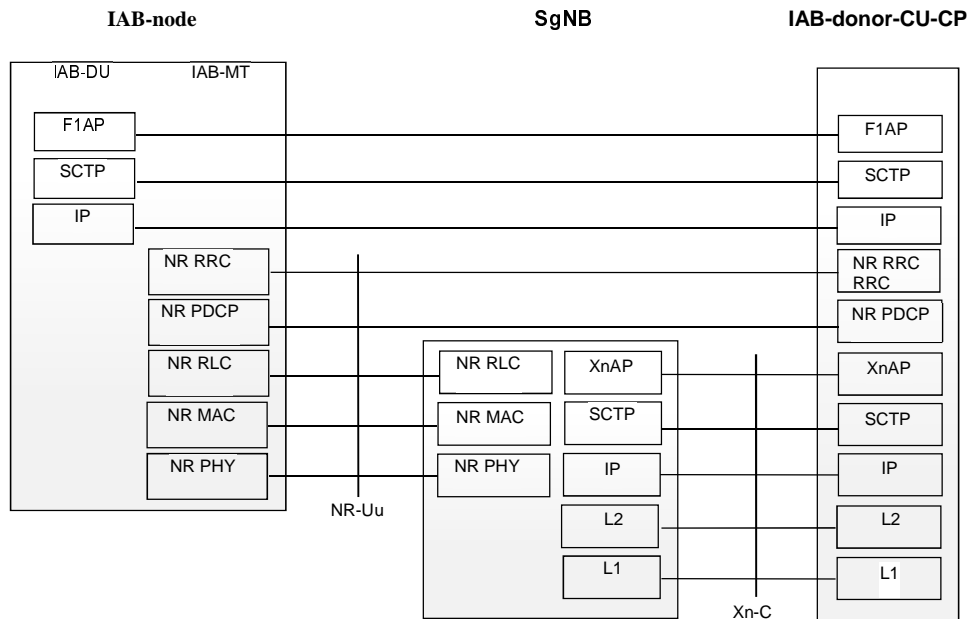 IAB-node
SgNB
IAB-donor-CU-CP
IAB-DU
IAB-MT
F1AP
F1AP
SCTP
SCTP
IP
IP
NR RRC
NR RRC
RRC
NR PDCP
NR PDCP
NR RLC
NR RLC
XnAP
XnAP
NR MAC
NR MAC
SCTP
SCTP
NR PHY
NR PHY
IP
IP
NR-Uu
L2
L2
L1
L1
Xn-C